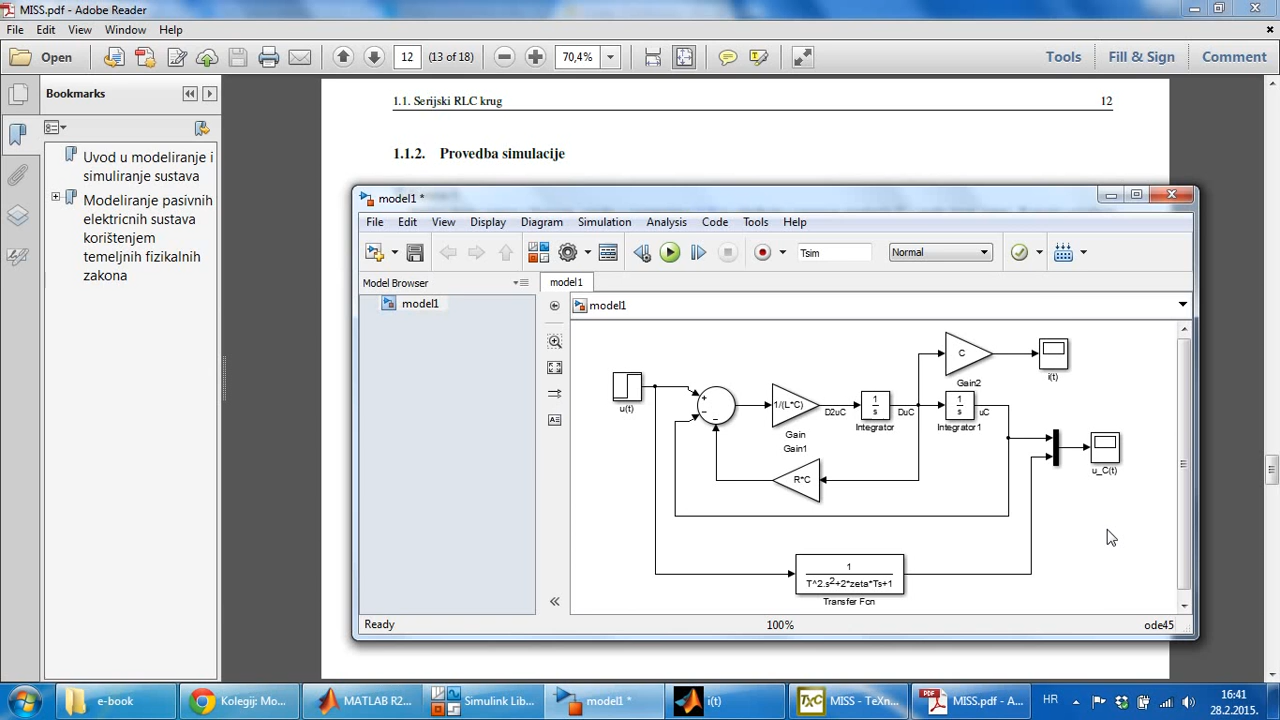 MISS.pdf - Adobe Reader
File Edit View Window Help
Open 12 (13 of 18) 70,4% Tools Fill & Sign Comment
Bookmarks
Uvod u modeliranje i
simuliranje sustava
Modeliranje pasivnih
elektricnih sustava
korištenjem
temeljnih fizikalnih
zakona
1.1. Serijski RLC krug 12
1.1.2. Provedba simulacije
model1 *
File Edit View Display Diagram Simulation Analysis Code Tools Help
Tsim Normal
Model Browser model1
model1 model1
C
i(t)
Gain2
u(t)
+
−
−
1/(L*C)
D2uC
1
s
DuC
1
s
uC
Integrator
Integrator1
Gain
Gain1
R*C
u_C(t)
1
T^2.s2+2*zeta*Ts+1
Transfer Fcn
Ready 100% ode45
e-book Kolegij: Mo... MATLAB R2... Simulink Lib... model1 * i(t) MISS - TeXn... MISS.pdf - A... HR 16:41
28.2.2015.